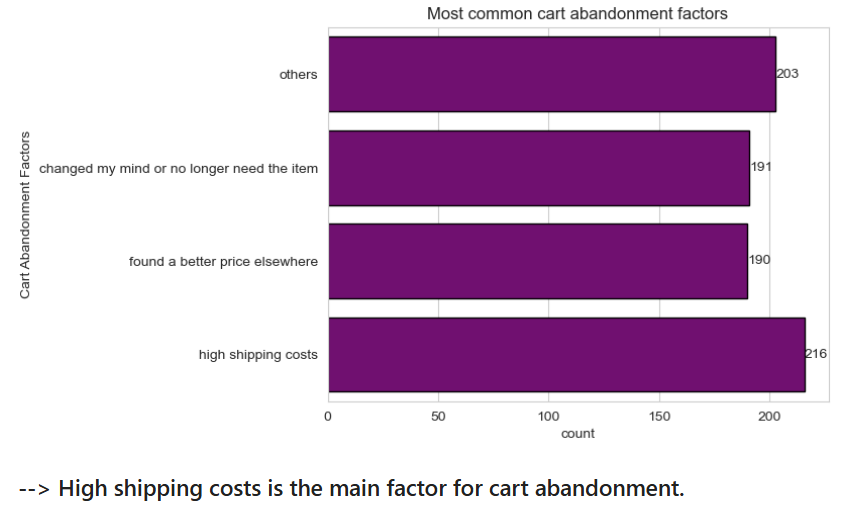 Most common cart abandonment factors
Cart Abandonment Factors
others
203
changed my mind or no longer need the item
191
found a better price elsewhere
190
high shipping costs
216
0 50 100 150 200
count
--> High shipping costs is the main factor for cart abandonment.